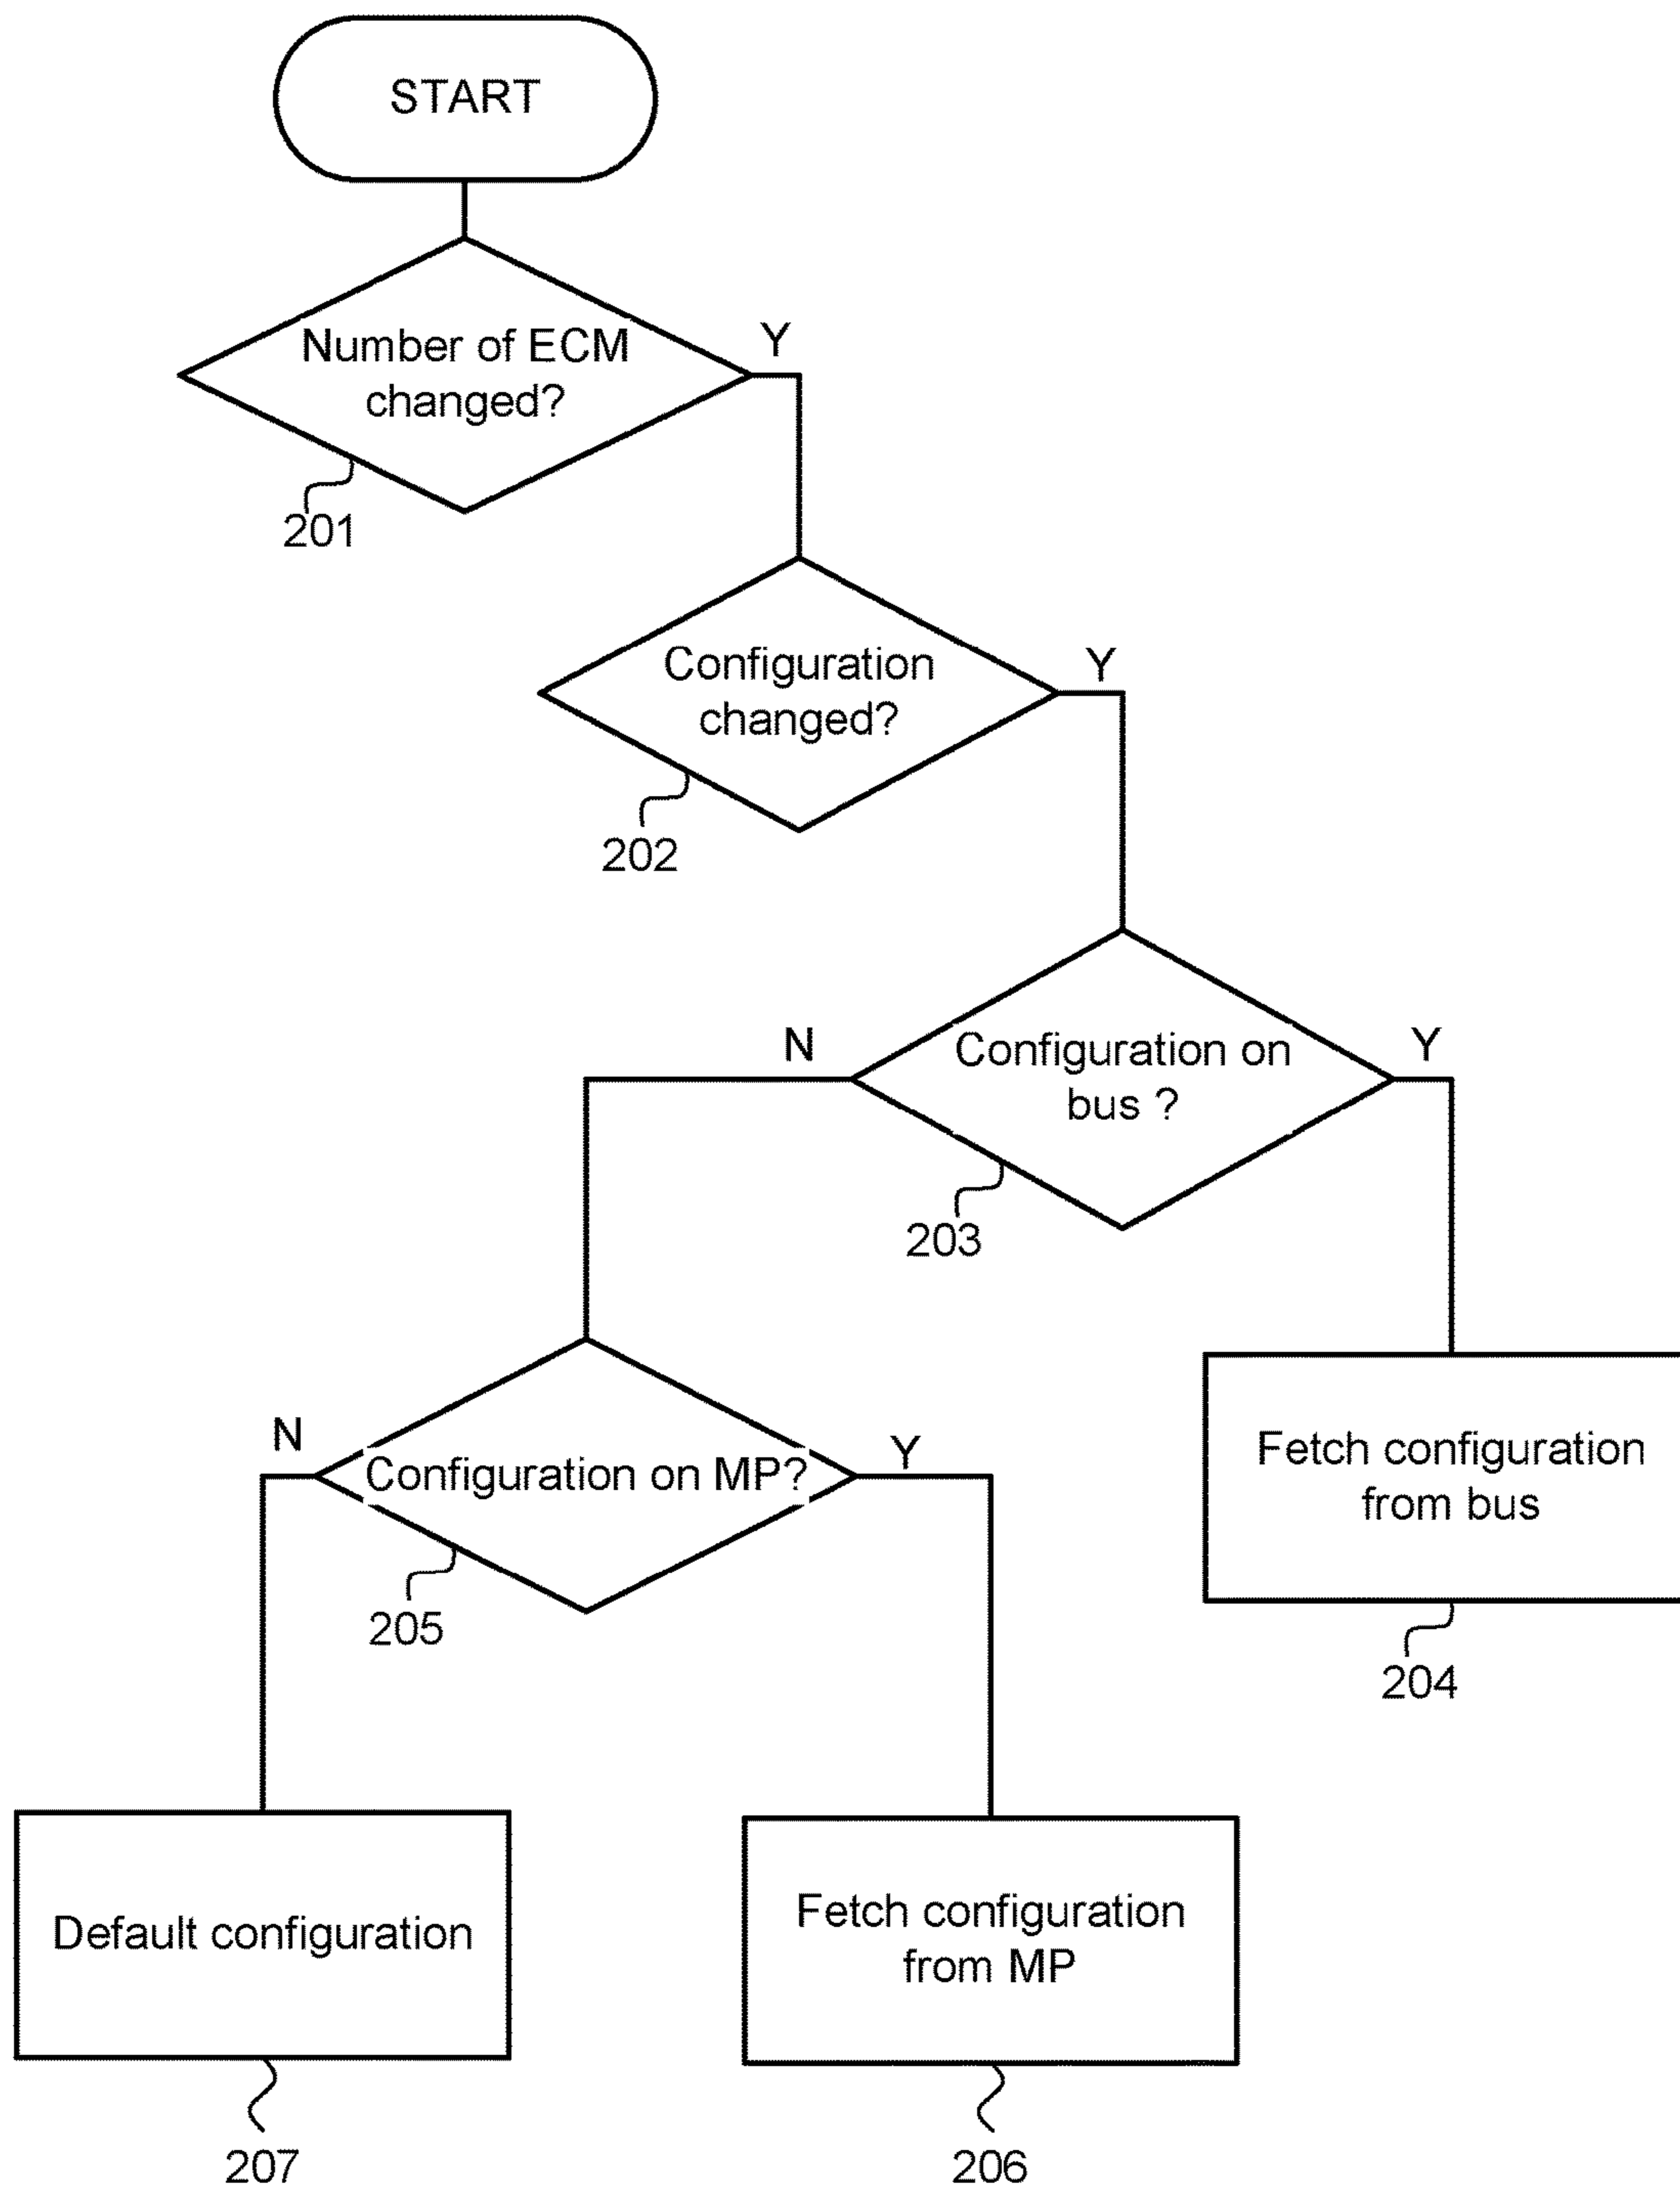 START
Number of ECM
changed?
Y
201
Configuration
changed?
Y
202
N
Configuration on
bus ?
Y
203
N
Configuration on MP?
Y
205
Fetch configuration
from bus
204
Default configuration
Fetch configuration
from MP
207
206